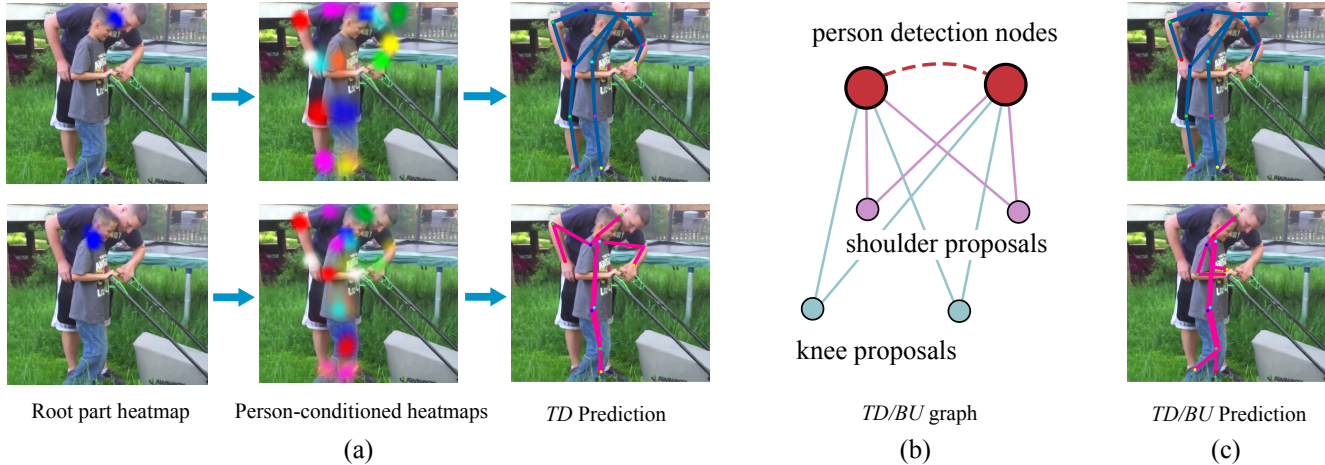 person detection nodes
shoulder proposals
knee proposals
Root part heatmap
Person-conditioned heatmaps
TD Prediction
TD/BU graph
TD/BU Prediction
(a)
(b)
(c)